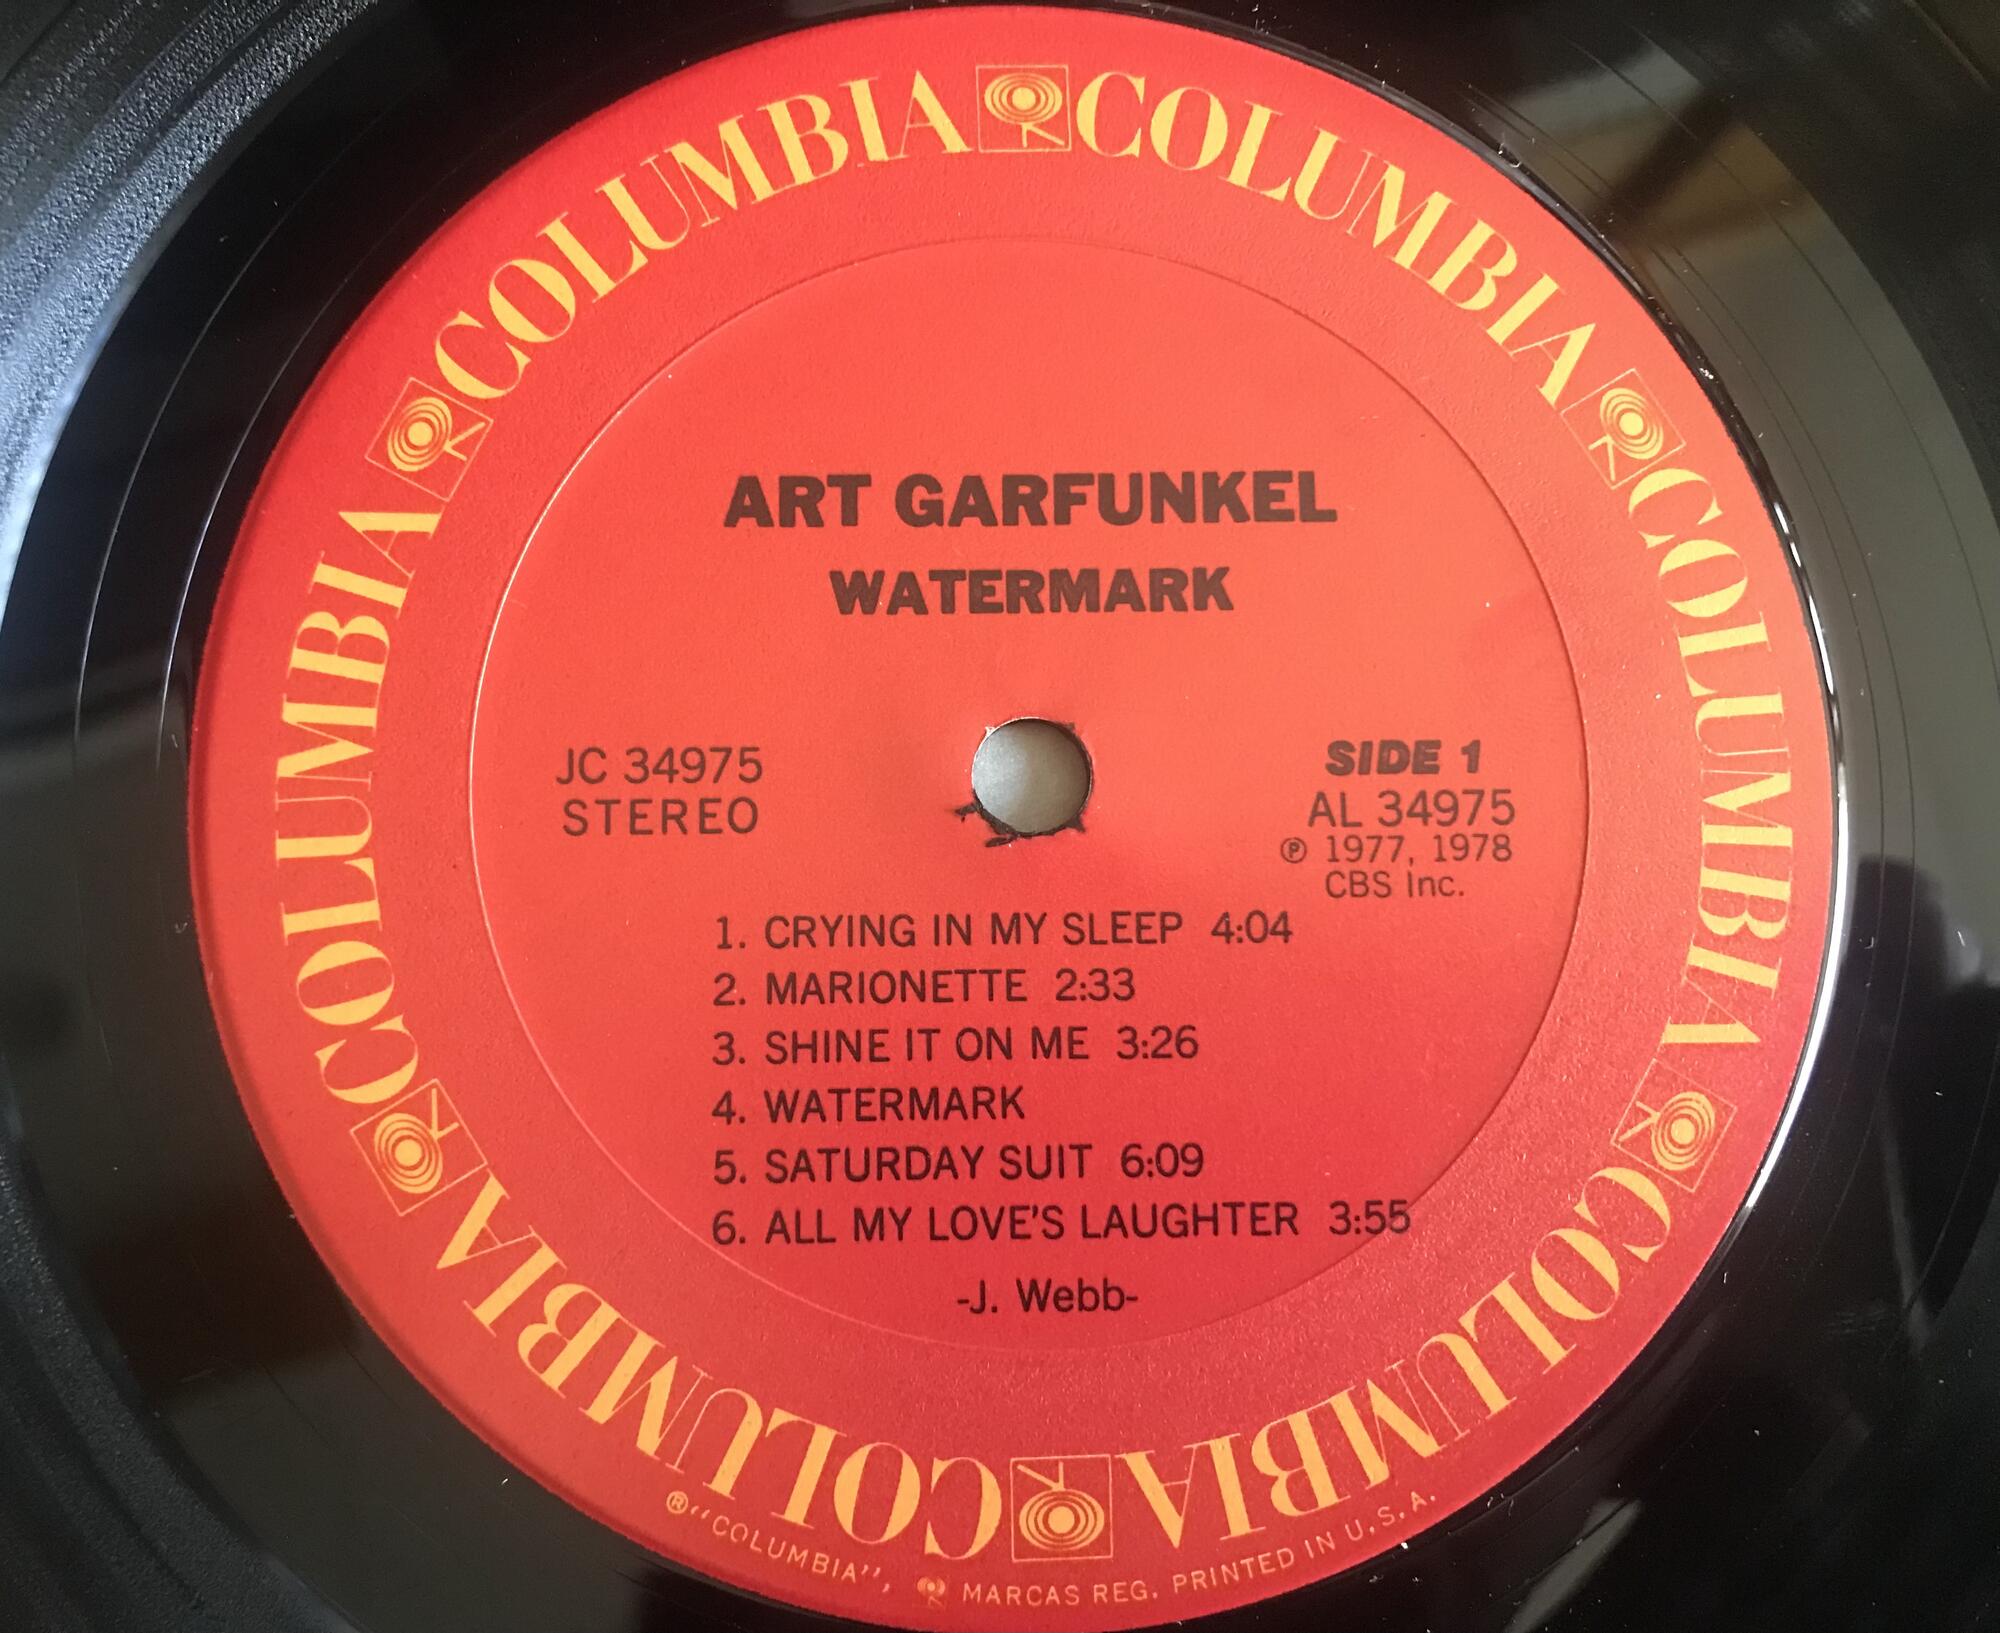 COLUMBIA COLUMBIA COLUMBIA COLUMBIA COLUMBIA COLUMBIA
ART GARFUNKEL
WATERMARK
JC 34975
STEREO
SIDE 1
AL 34975
℗ 1977, 1978
CBS Inc.
1. CRYING IN MY SLEEP 4:04
2. MARIONETTE 2:33
3. SHINE IT ON ME 3:26
4. WATERMARK
5. SATURDAY SUIT 6:09
6. ALL MY LOVE'S LAUGHTER 3:55
-J. Webb-
®"COLUMBIA", MARCAS REG. PRINTED IN U.S.A.